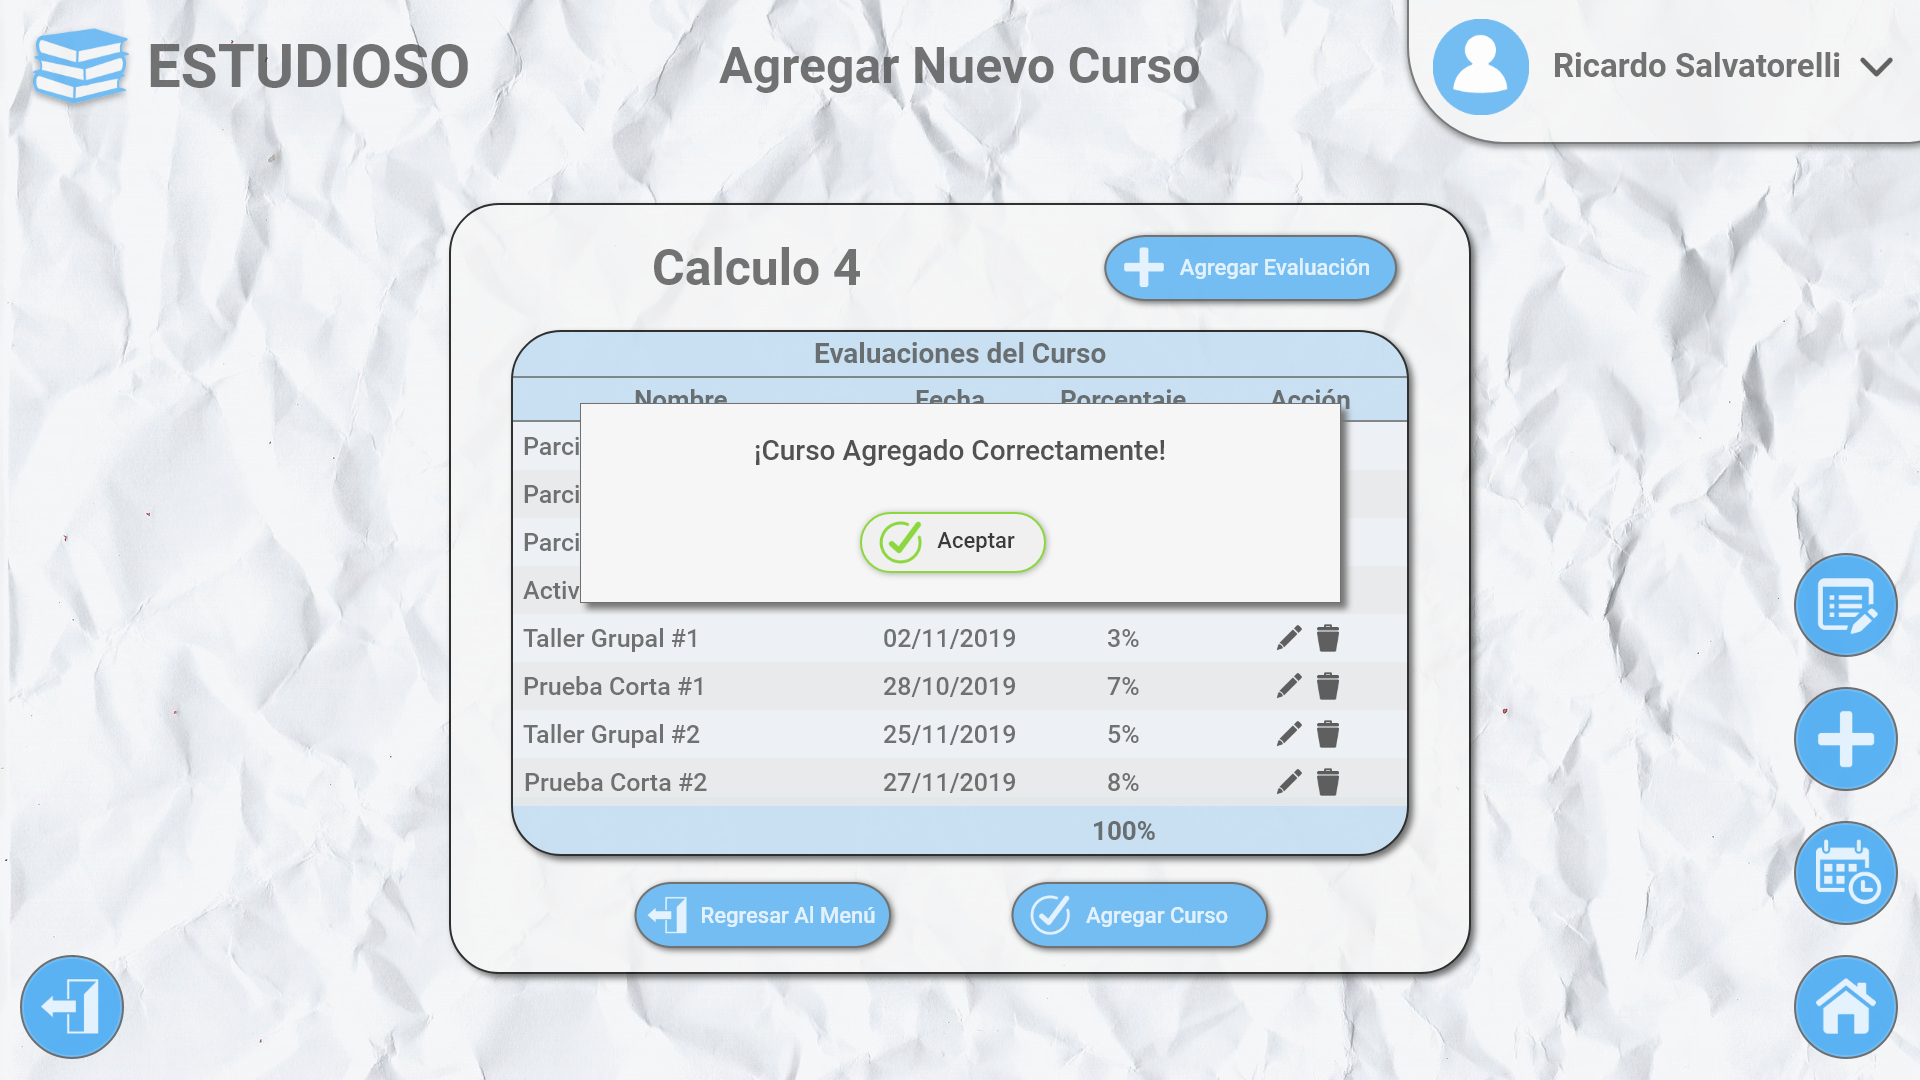 ESTUDIOSO
Agregar Nuevo Curso
Ricardo Salvatorelli
Calculo 4
Agregar Evaluación
Evaluaciones del Curso
Nombre Fecha Porcentaje Acción
¡Curso Agregado Correctamente!
Aceptar
Parci
Parci
Parci
Activ
Taller Grupal #1 02/11/2019 3%
Prueba Corta #1 28/10/2019 7%
Taller Grupal #2 25/11/2019 5%
Prueba Corta #2 27/11/2019 8%
100%
Regresar Al Menú
Agregar Curso